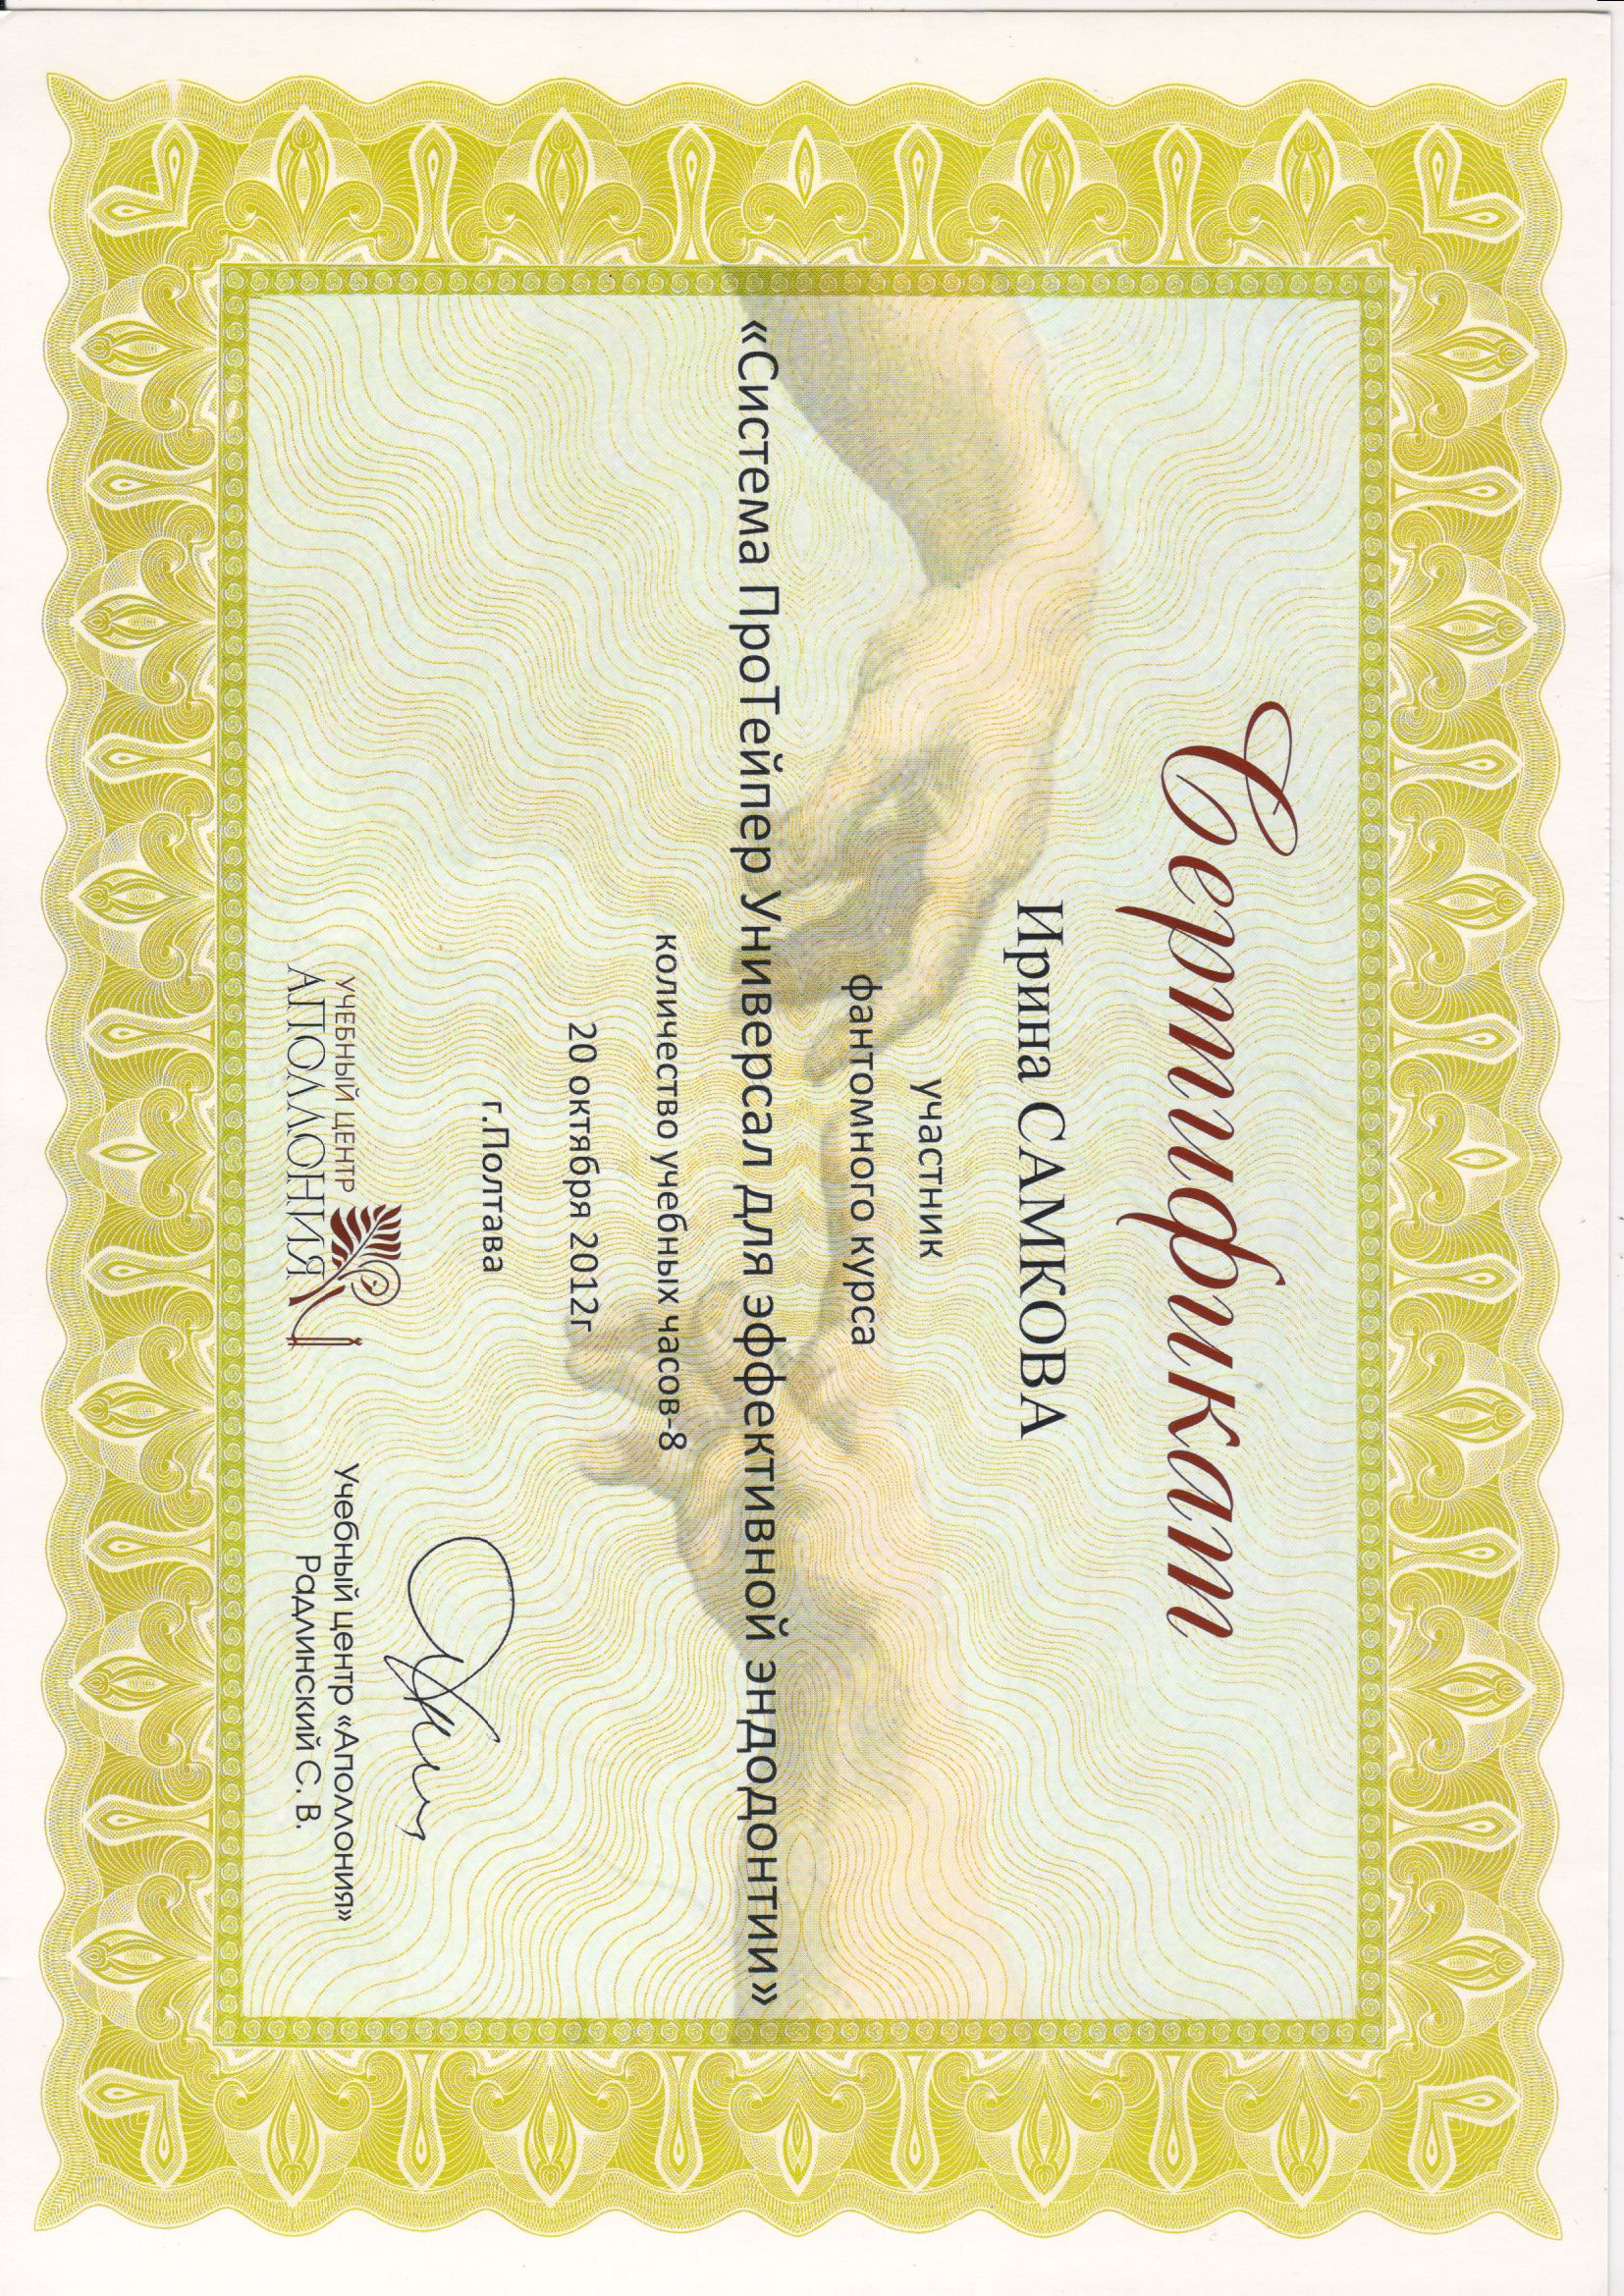 Сертификат
Ирина САМКОВА
участник
фантомного курса
«Система ПроТейпер Универсал для эффективной эндодонтии»
количество учебных часов-8
20 октября 2012г
г.Полтава
УЧЕБНЫЙ ЦЕНТР
АПОЛЛОНИЯ
Учебный центр «Аполлония»
Радлинский С. В.